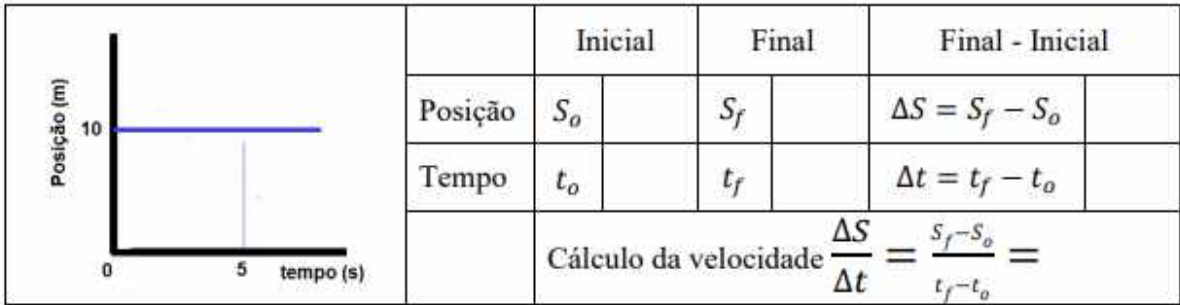 Posição (m)
10
0
5
tempo (s)
Inicial Final Final - Inicial
Posição S_o S_f ΔS = S_f − S_o
Tempo t_o t_f Δt = t_f − t_o
Cálculo da velocidade ΔS/Δt = (S_f−S_o)/(t_f−t_o) =